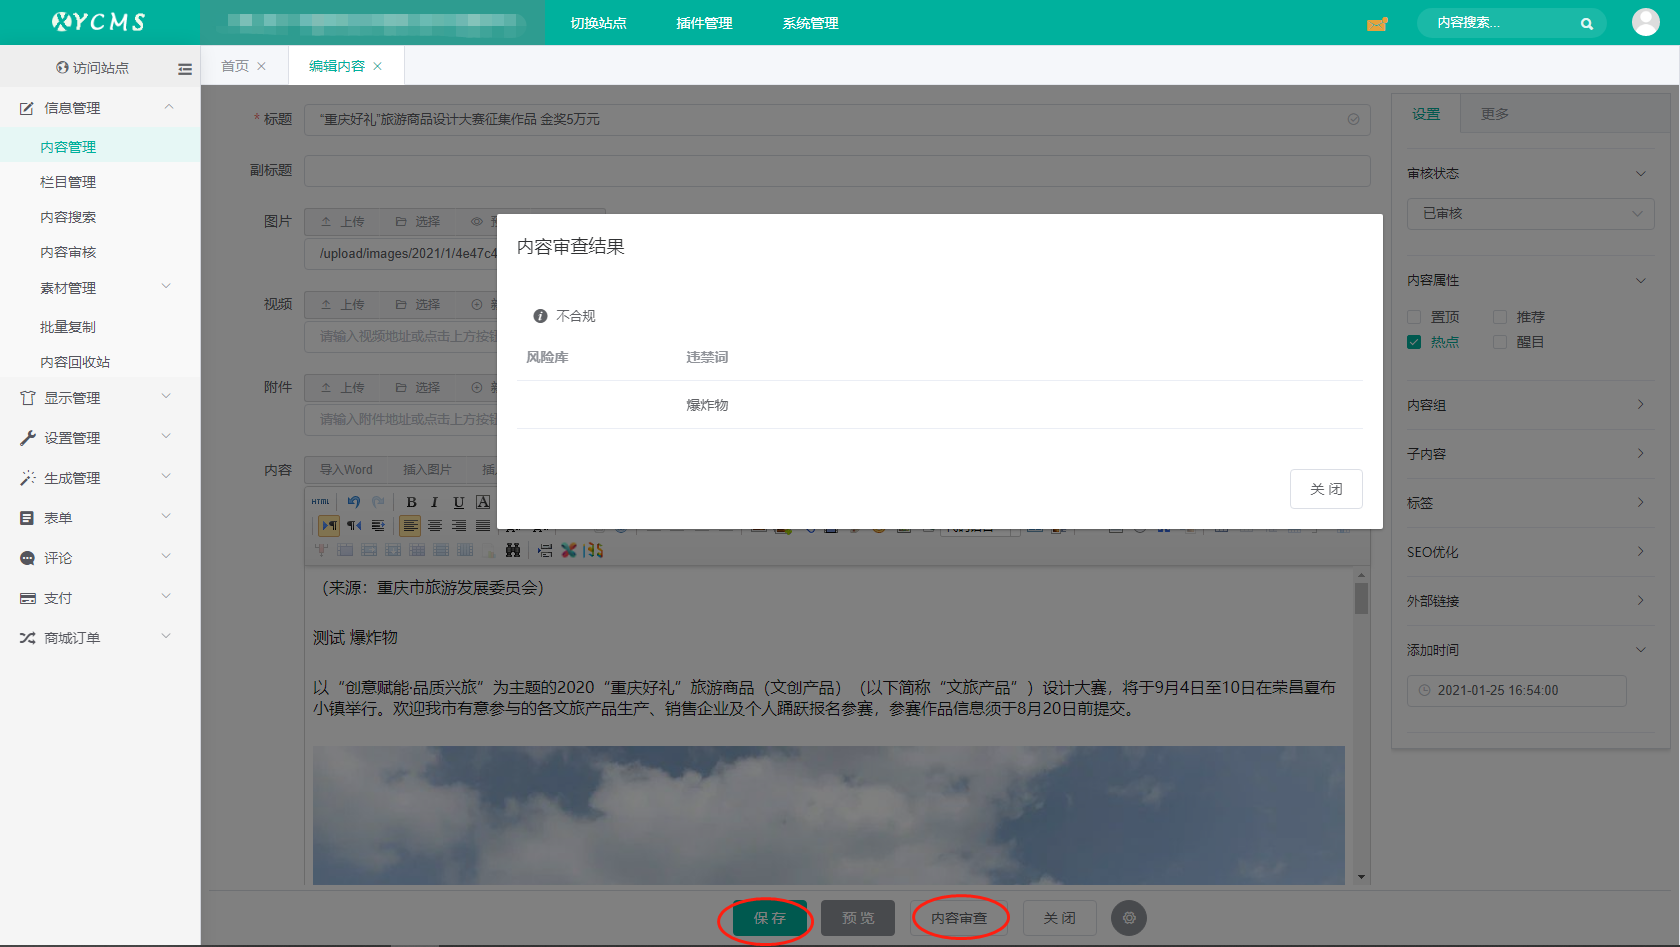 XYCMS
切换站点
插件管理
系统管理
内容搜索...
访问站点
首页
编辑内容
信息管理
内容管理
栏目管理
内容搜索
内容审核
素材管理
批量复制
内容回收站
显示管理
设置管理
生成管理
表单
评论
支付
商城订单
* 标题
“重庆好礼”旅游商品设计大赛征集作品 金奖5万元
副标题
图片
上传
选择
/upload/images/2021/1/4e47c4
视频
上传
选择
请输入视频地址或点击上方按钮
附件
上传
选择
请输入附件地址或点击上方按钮
内容
导入Word
插入图片
HTML
B I U A
（来源：重庆市旅游发展委员会）
测试 爆炸物
以“创意赋能·品质兴旅”为主题的2020“重庆好礼”旅游商品（文创产品）（以下简称“文旅产品”）设计大赛，将于9月4日至10日在荣昌夏布
小镇举行。欢迎我市有意参与的各文旅产品生产、销售企业及个人踊跃报名参赛，参赛作品信息须于8月20日前提交。
内容审查结果
不合规
风险库
违禁词
爆炸物
关 闭
设置
更多
审核状态
已审核
内容属性
置顶
推荐
热点
醒目
内容组
子内容
标签
SEO优化
外部链接
添加时间
2021-01-25 16:54:00
保 存
预 览
内容审查
关 闭